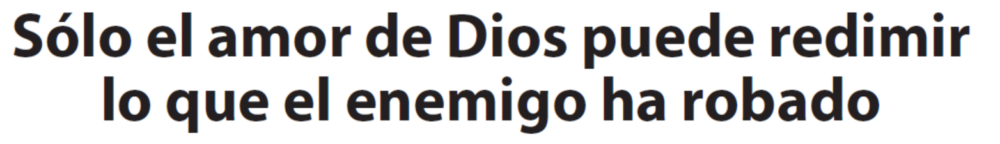 Sólo el amor de Dios puede redimir
lo que el enemigo ha robado